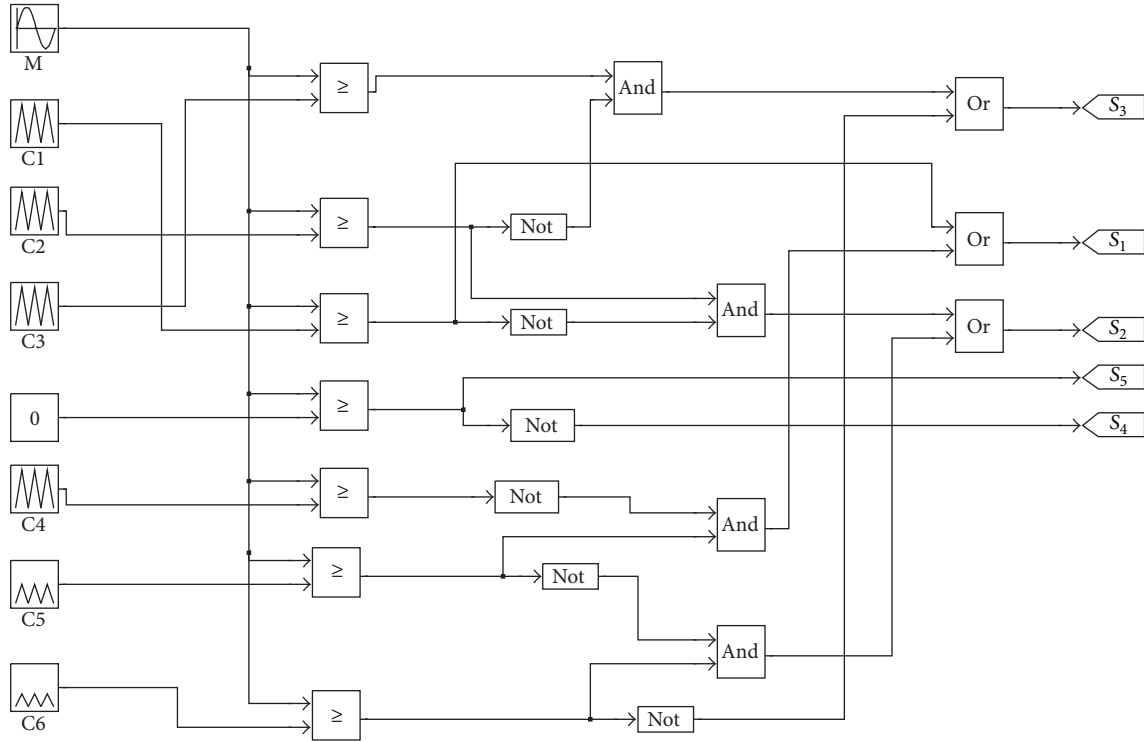 M
≥
And
Or
S₃
C1
C2
≥
Not
Or
S₁
C3
≥
Not
And
Or
S₂
S₅
0
≥
Not
S₄
C4
≥
Not
And
C5
≥
Not
And
C6
≥
Not